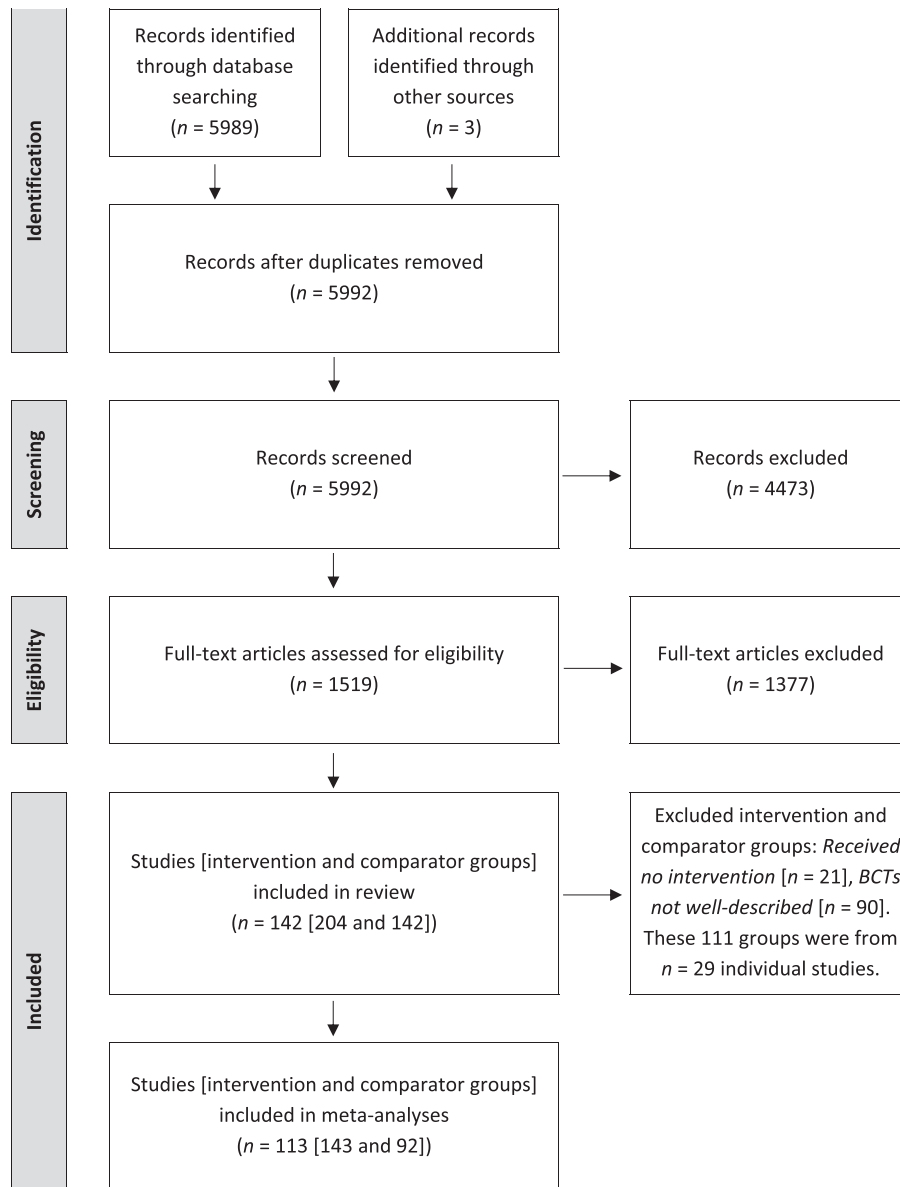 Identification
Records identified
through database
searching
(n = 5989)
Additional records
identified through
other sources
(n = 3)
Records after duplicates removed
(n = 5992)
Screening
Records screened
(n = 5992)
Records excluded
(n = 4473)
Eligibility
Full-text articles assessed for eligibility
(n = 1519)
Full-text articles excluded
(n = 1377)
Included
Studies [intervention and comparator groups]
included in review
(n = 142 [204 and 142])
Excluded intervention and
comparator groups: Received
no intervention [n = 21], BCTs
not well-described [n = 90].
These 111 groups were from
n = 29 individual studies.
Studies [intervention and comparator groups]
included in meta-analyses
(n = 113 [143 and 92])